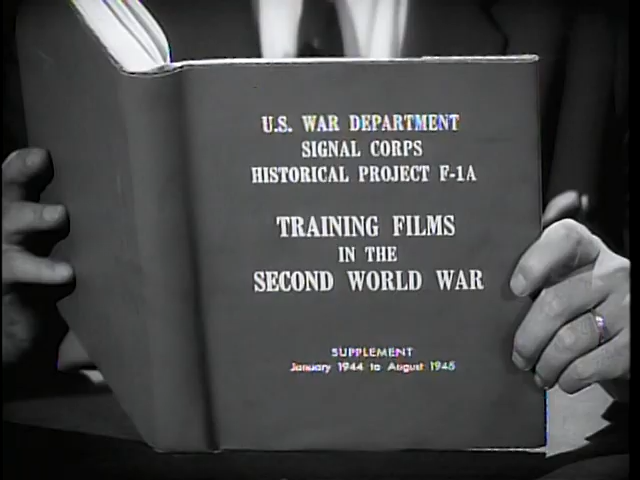 U.S. WAR DEPARTMENT
SIGNAL CORPS
HISTORICAL PROJECT F-1A
TRAINING FILMS
IN THE
SECOND WORLD WAR
SUPPLEMENT
January 1944 to August 1945